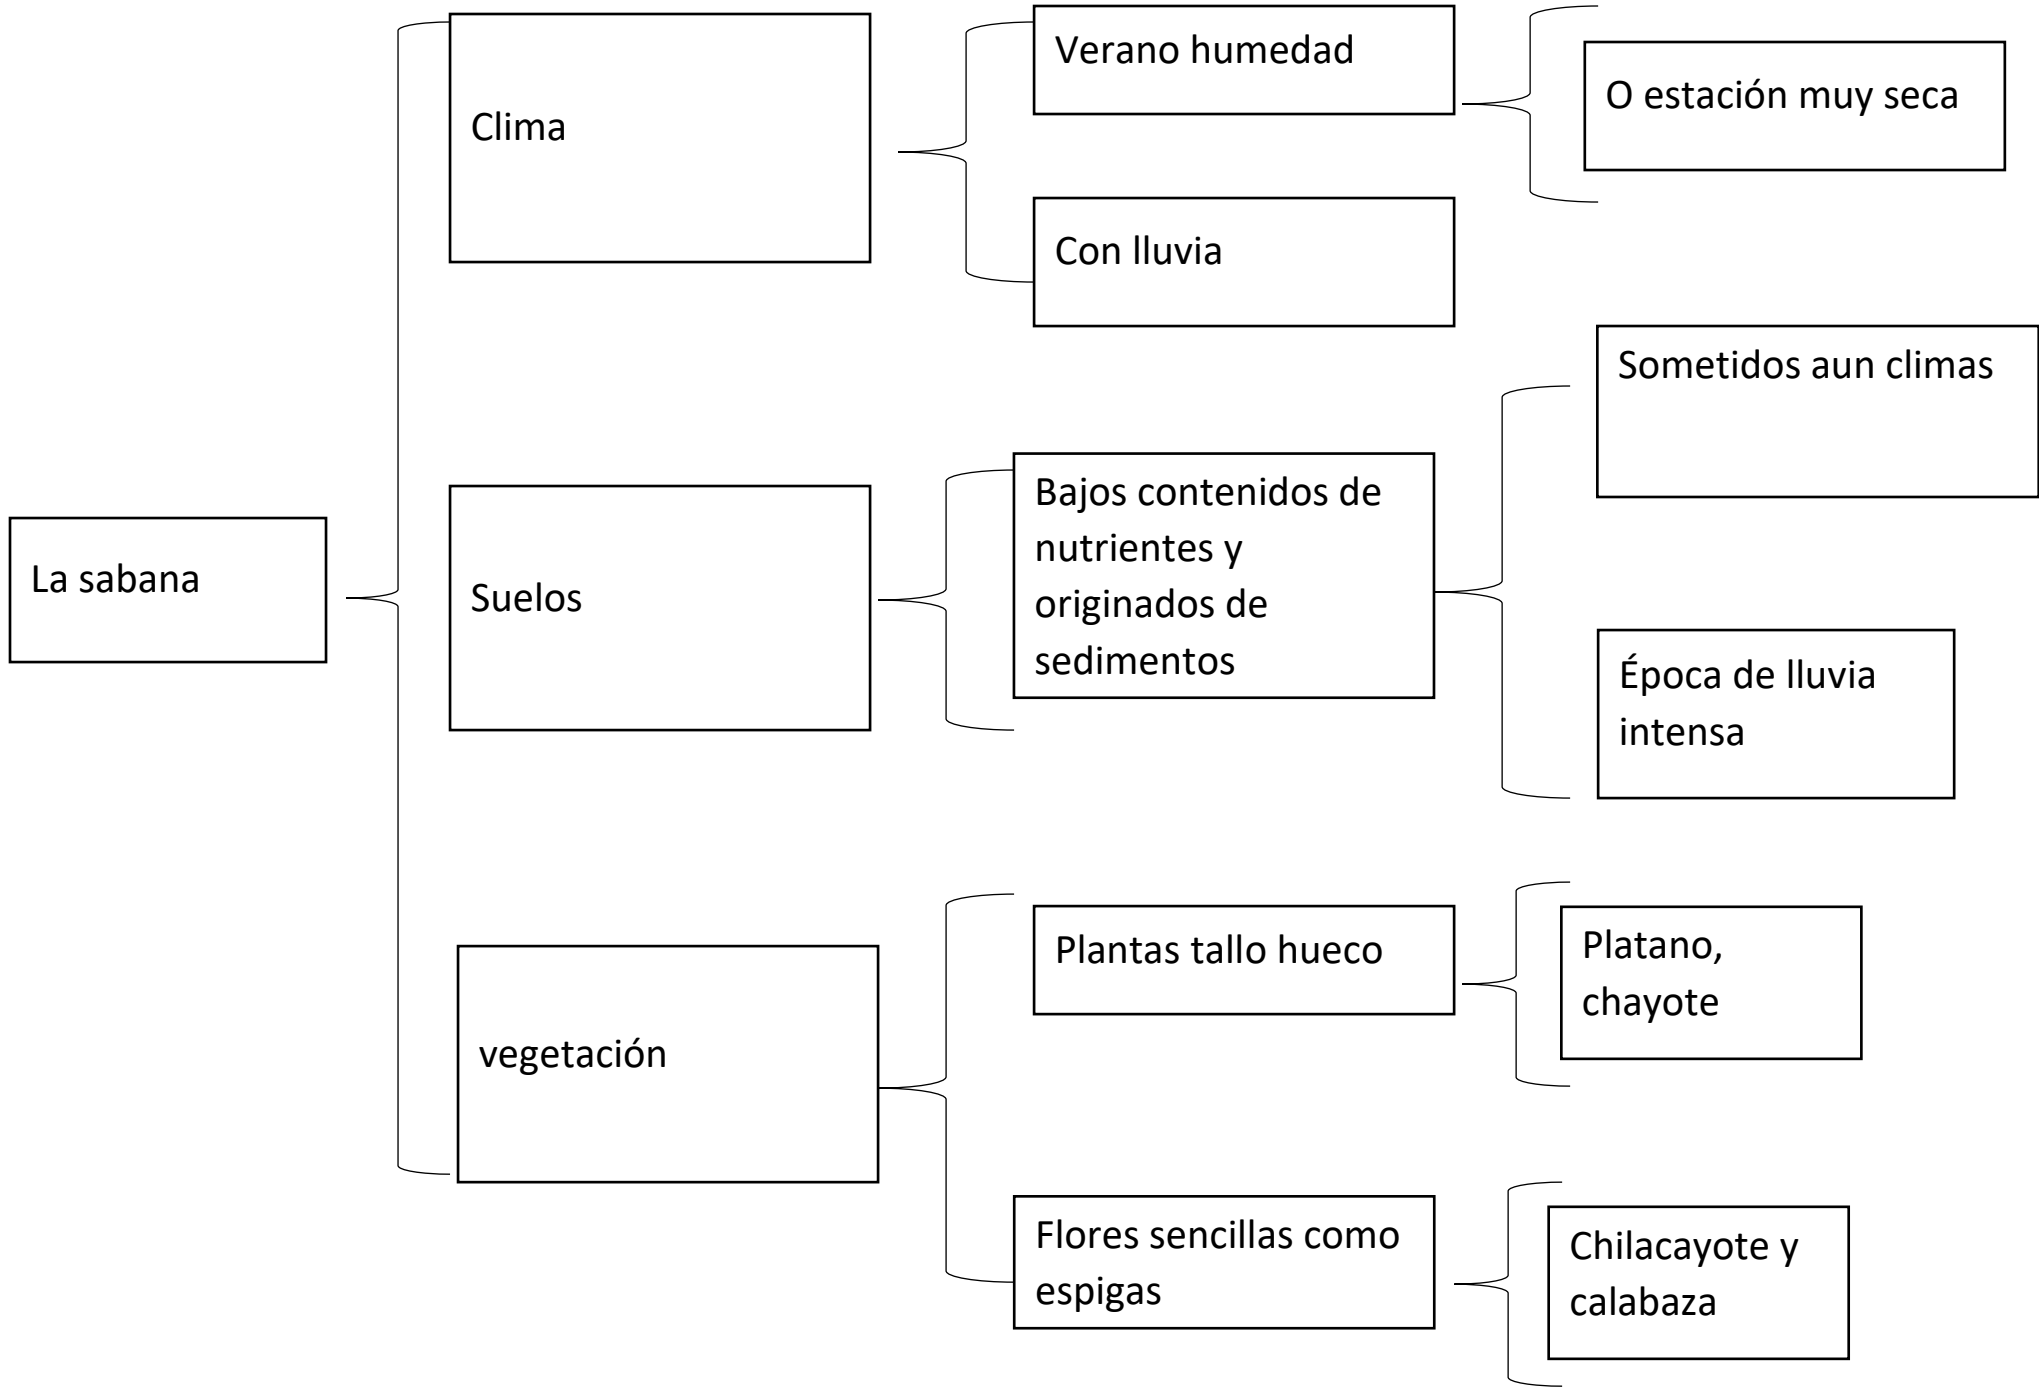 La sabana
Clima
Verano humedad
O estación muy seca
Con lluvia
Suelos
Bajos contenidos de
nutrientes y
originados de
sedimentos
Sometidos aun climas
Época de lluvia
intensa
vegetación
Plantas tallo hueco
Platano,
chayote
Flores sencillas como
espigas
Chilacayote y
calabaza